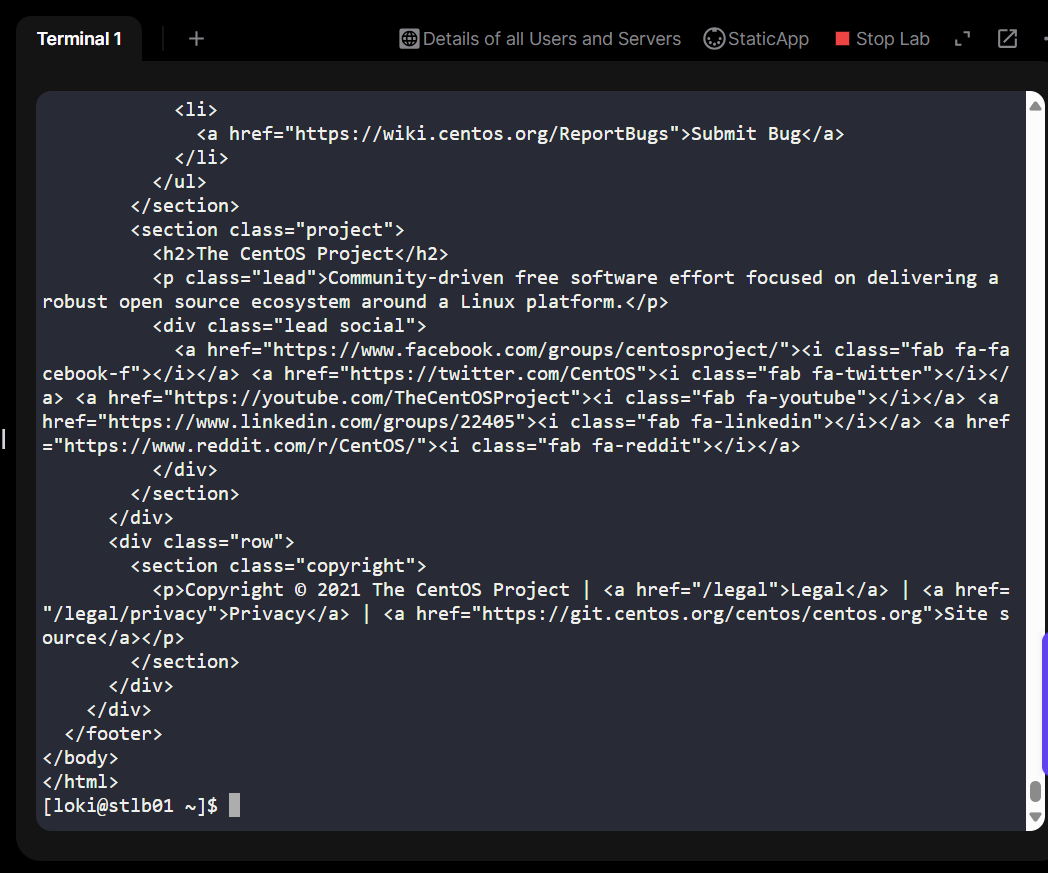 Terminal 1
+
Details of all Users and Servers
StaticApp
Stop Lab
<li>
<a href="https://wiki.centos.org/ReportBugs">Submit Bug</a>
</li>
</ul>
</section>
<section class="project">
<h2>The CentOS Project</h2>
<p class="lead">Community-driven free software effort focused on delivering a
robust open source ecosystem around a Linux platform.</p>
<div class="lead social">
<a href="https://www.facebook.com/groups/centosproject/"><i class="fab fa-fa
cebook-f"></i></a> <a href="https://twitter.com/CentOS"><i class="fab fa-twitter"></i></
a> <a href="https://youtube.com/TheCentOSProject"><i class="fab fa-youtube"></i></a> <a
href="https://www.linkedin.com/groups/22405"><i class="fab fa-linkedin"></i></a> <a href
="https://www.reddit.com/r/CentOS/"><i class="fab fa-reddit"></i></a>
</div>
</section>
</div>
<div class="row">
<section class="copyright">
<p>Copyright © 2021 The CentOS Project | <a href="/legal">Legal</a> | <a href=
"/legal/privacy">Privacy</a> | <a href="https://git.centos.org/centos/centos.org">Site s
ource</a></p>
</section>
</div>
</div>
</footer>
</body>
</html>
[loki@stlb01 ~]$